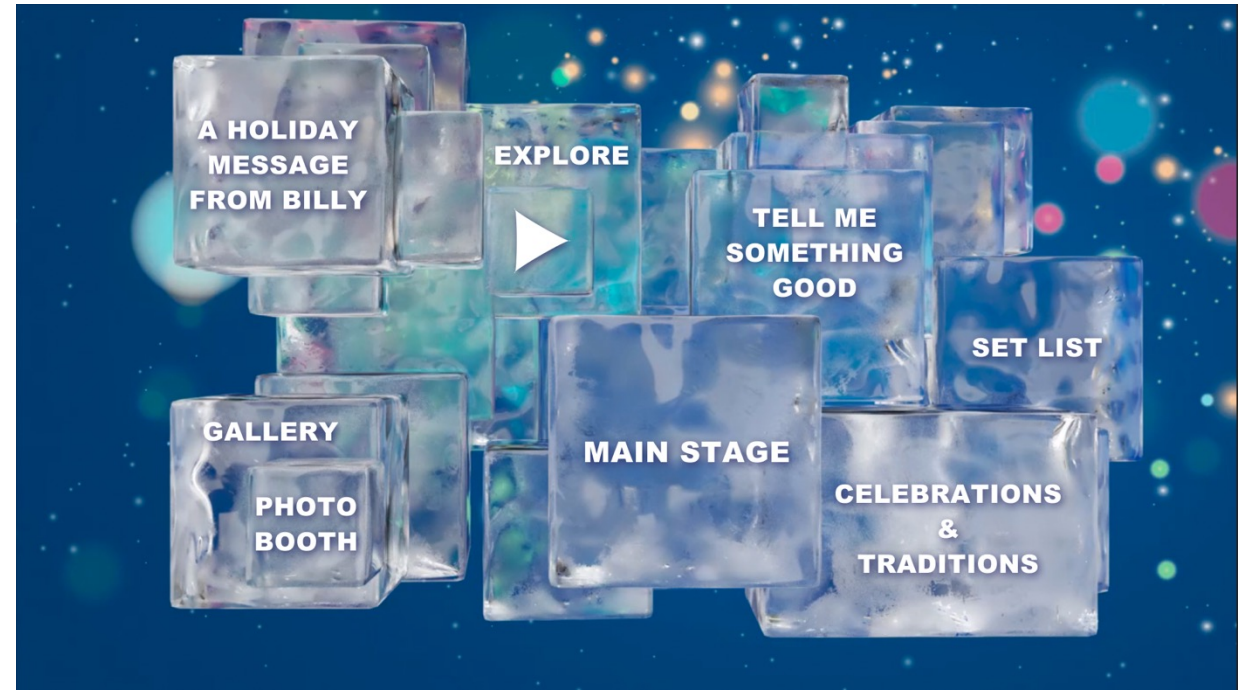 A HOLIDAY
MESSAGE
FROM BILLY
EXPLORE
TELL ME
SOMETHING
GOOD
SET LIST
GALLERY
PHOTO
BOOTH
MAIN STAGE
CELEBRATIONS
&
TRADITIONS